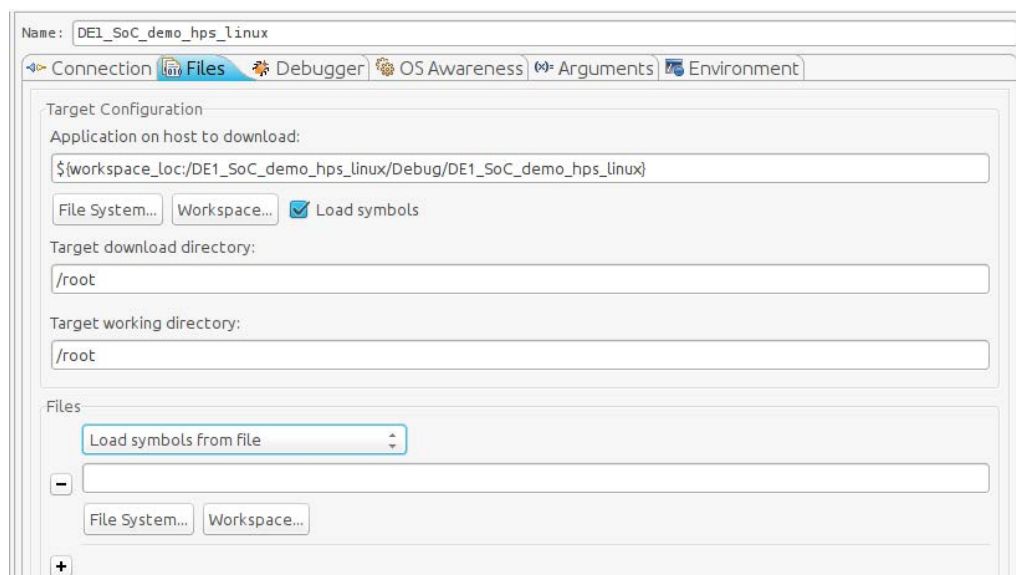 Name: DE1_SoC_demo_hps_linux
Connection Files Debugger OS Awareness Arguments Environment
Target Configuration
Application on host to download:
${workspace_loc:/DE1_SoC_demo_hps_linux/Debug/DE1_SoC_demo_hps_linux}
File System... Workspace... Load symbols
Target download directory:
/root
Target working directory:
/root
Files
Load symbols from file
File System... Workspace...